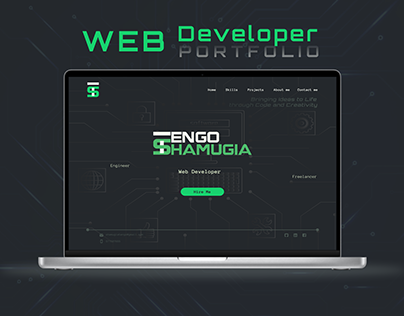 WEB Developer
PORTFOLIO
Home Skills Projects About me Contact me
Bringing Ideas to Life
through Code and Creativity
TENGO
SHAMUGIA
Engineer
Web Developer
Freelancer
Hire Me